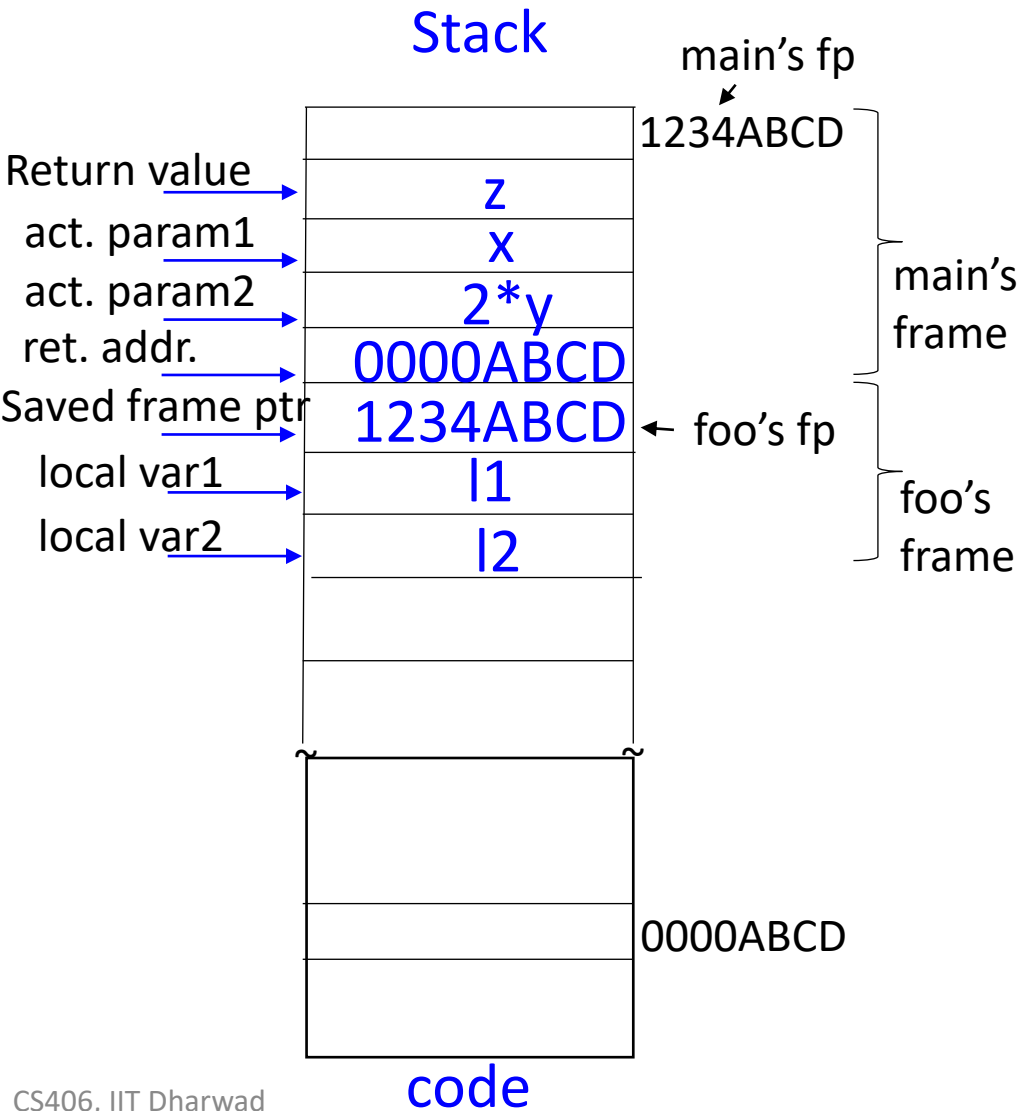 Stack
main's fp
1234ABCD
Return value
z
act. param1
x
act. param2
2*y
main's
frame
ret. addr.
0000ABCD
Saved frame ptr
1234ABCD
foo's fp
local var1
l1
local var2
l2
foo's
frame
0000ABCD
code
CS406, IIT Dharwad